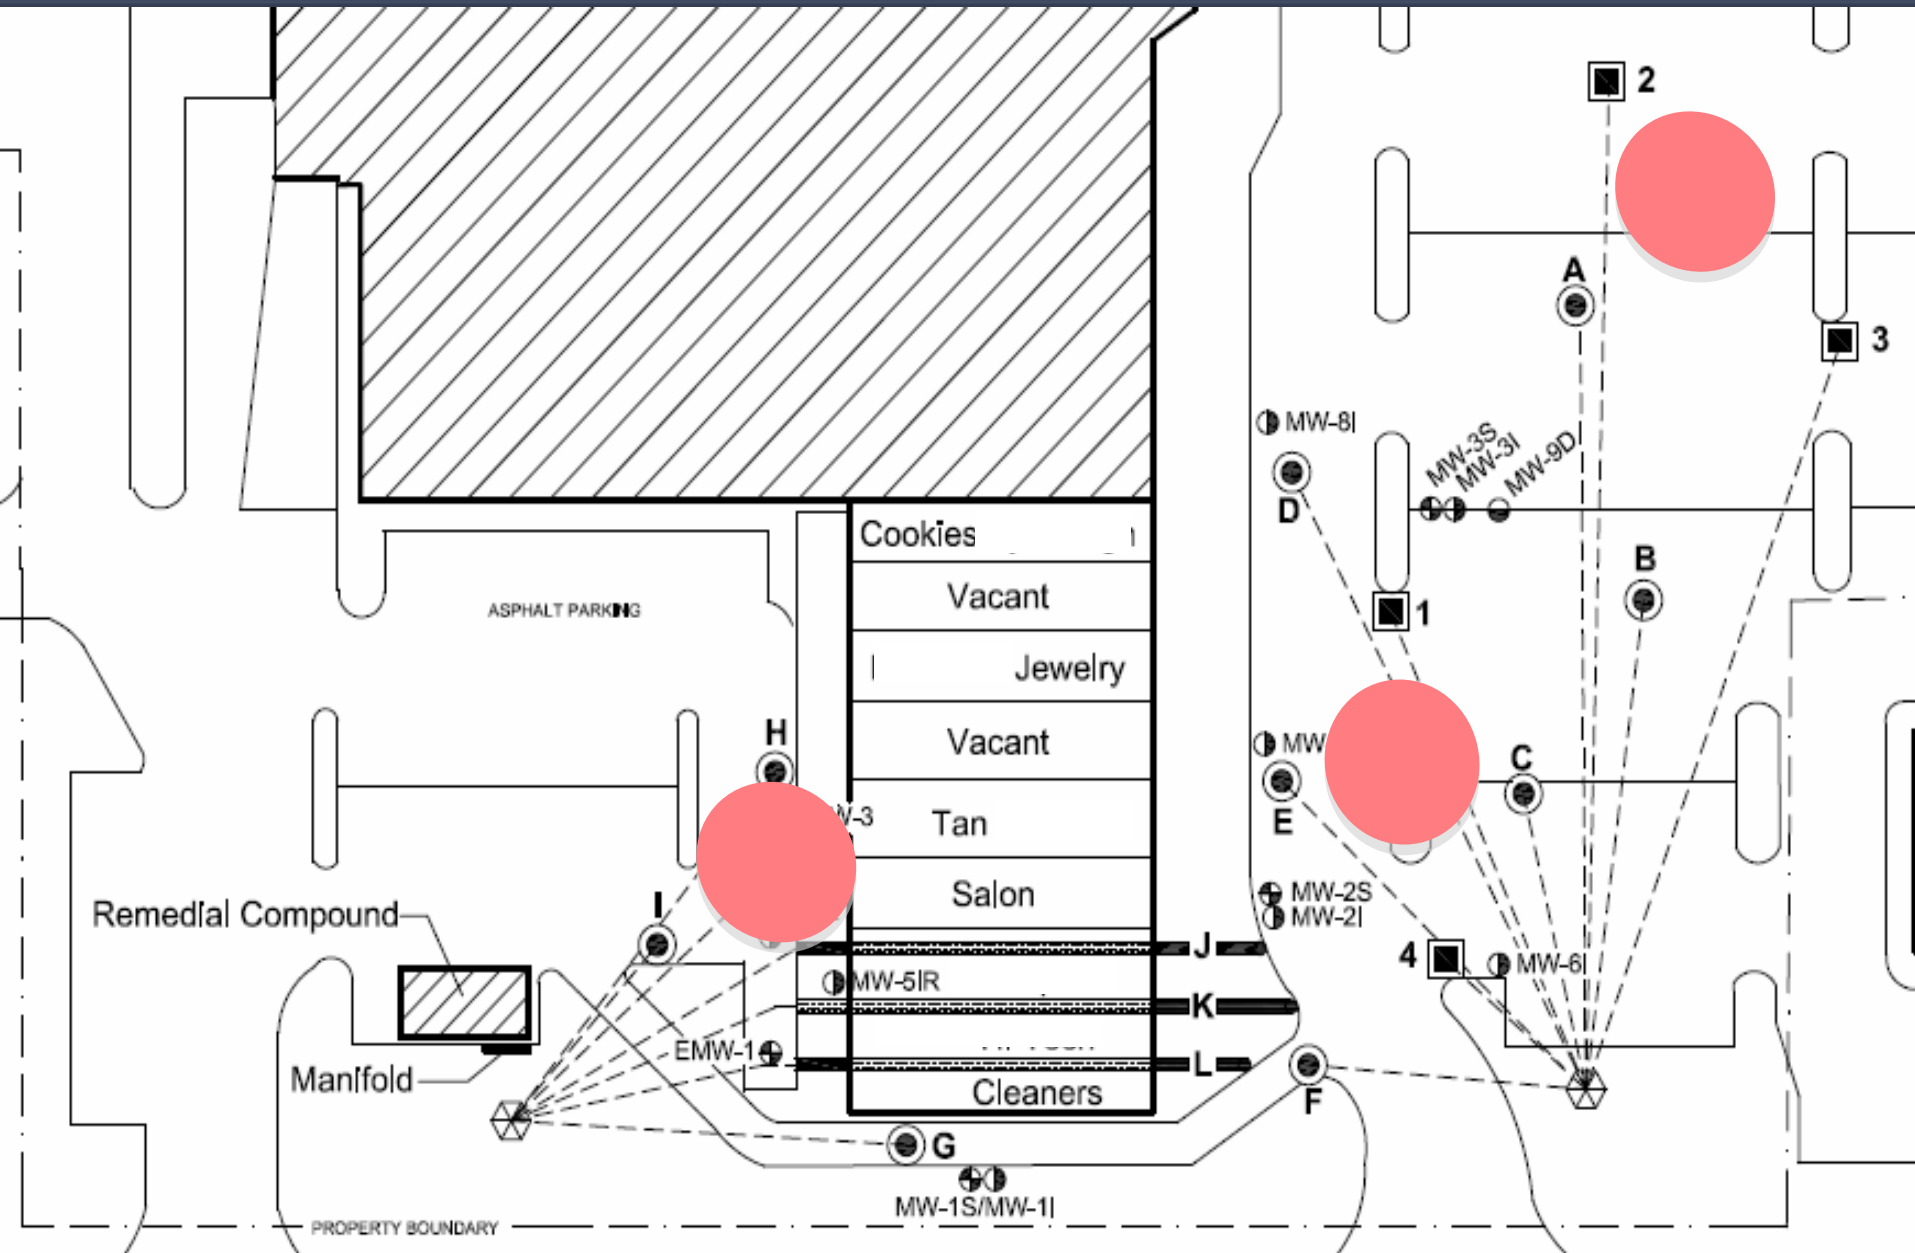 2
A
3
MW-8I
MW-3S
MW-3I
MW-9D
D
Cookies
B
Vacant
ASPHALT PARKING
1
Jewelry
H
Vacant
MW
C
E
Tan
Salon
MW-2S
MW-2I
I
Remedial Compound
J
4
MW-6
MW-5IR
K
EMW-1
L
Manifold
Cleaners
F
G
MW-1S/MW-1I
PROPERTY BOUNDARY